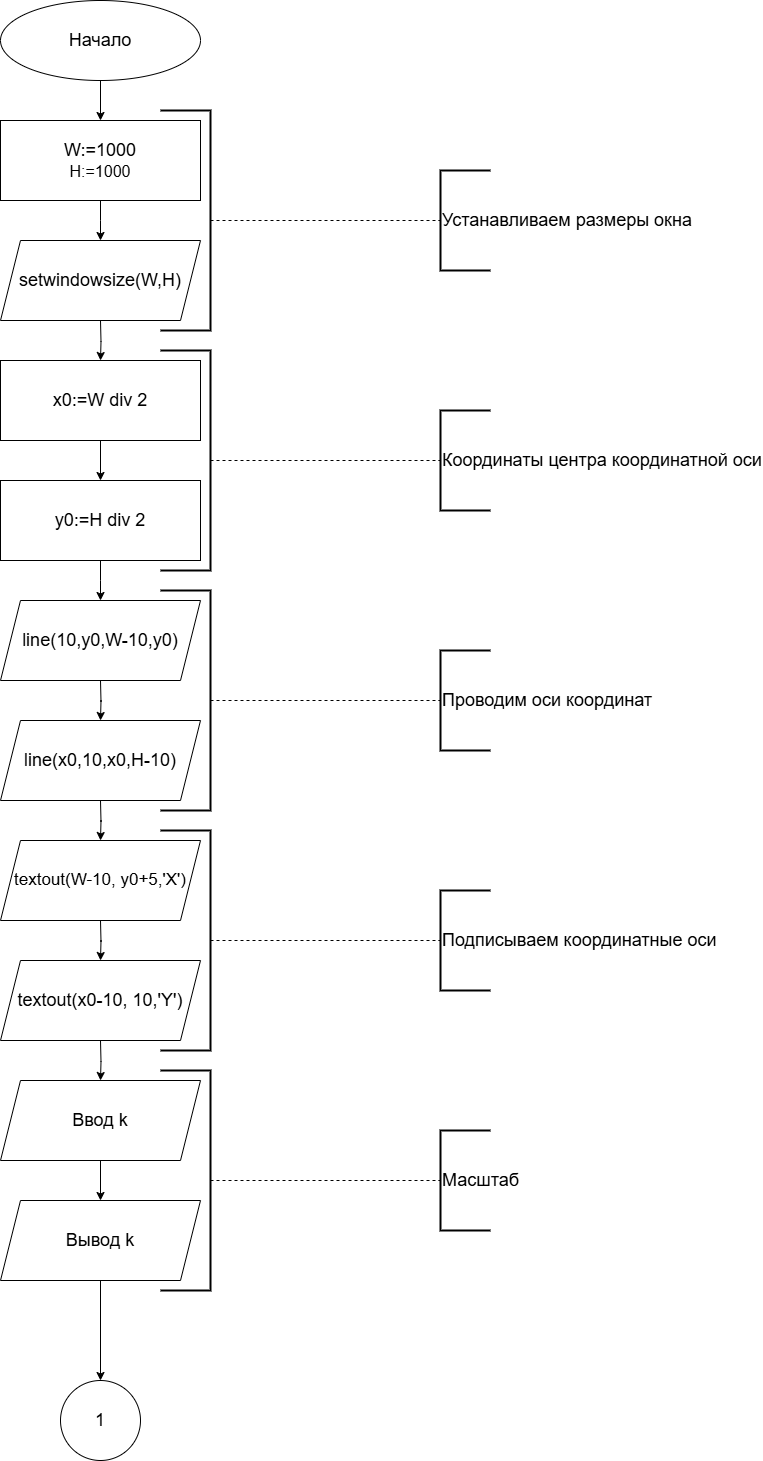 Начало
W:=1000
H:=1000
setwindowsize(W,H)
Устанавливаем размеры окна
x0:=W div 2
Координаты центра координатной оси
y0:=H div 2
line(10,y0,W-10,y0)
Проводим оси координат
line(x0,10,x0,H-10)
textout(W-10, y0+5,'X')
Подписываем координатные оси
textout(x0-10, 10,'Y')
Ввод k
Масштаб
Вывод k
1